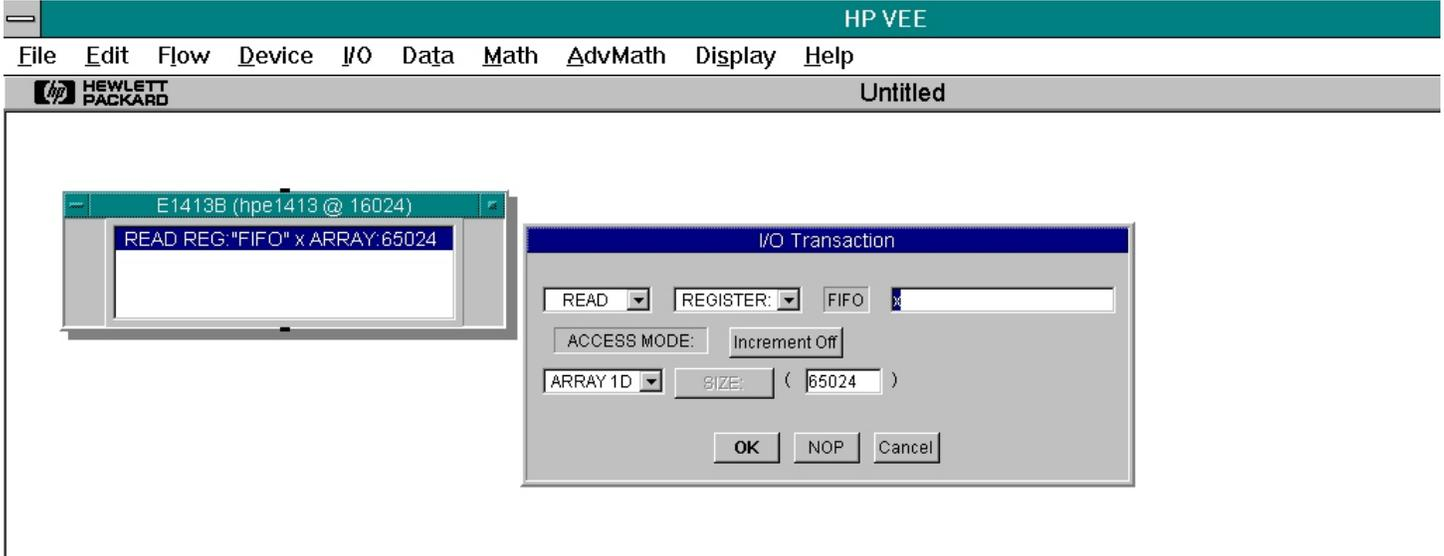 HP VEE
File Edit Flow Device I/O Data Math AdvMath Display Help
hp HEWLETT PACKARD Untitled
E1413B (hpe1413 @ 16024)
READ REG:"FIFO" x ARRAY:65024
I/O Transaction
READ REGISTER: FIFO x
ACCESS MODE: Increment Off
ARRAY 1D SIZE: ( 65024 )
OK NOP Cancel